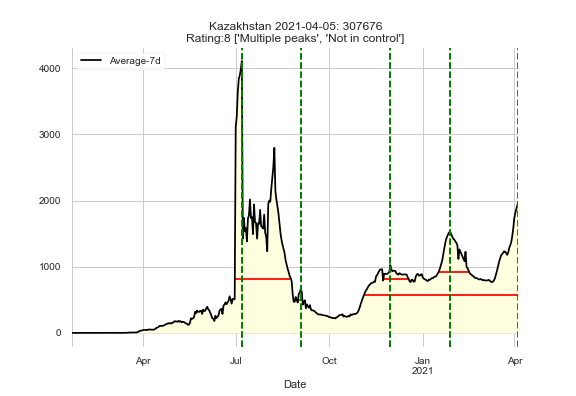 Kazakhstan 2021-04-05: 307676
Rating:8 ['Multiple peaks', 'Not in control']
Average-7d
4000
3000
2000
1000
0
Apr Jul Oct Jan Apr
2021
Date